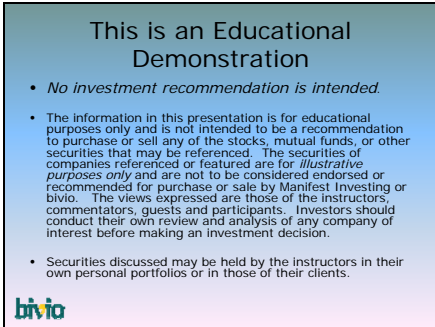 This is an Educational
Demonstration
• No investment recommendation is intended.
• The information in this presentation is for educational
purposes only and is not intended to be a recommendation
to purchase or sell any of the stocks, mutual funds, or other
securities that may be referenced. The securities of
companies referenced or featured are for illustrative
purposes only and are not to be considered endorsed or
recommended for purchase or sale by Manifest Investing or
bivio. The views expressed are those of the instructors,
commentators, guests and participants. Investors should
conduct their own review and analysis of any company of
interest before making an investment decision.
• Securities discussed may be held by the instructors in their
own personal portfolios or in those of their clients.
bivio